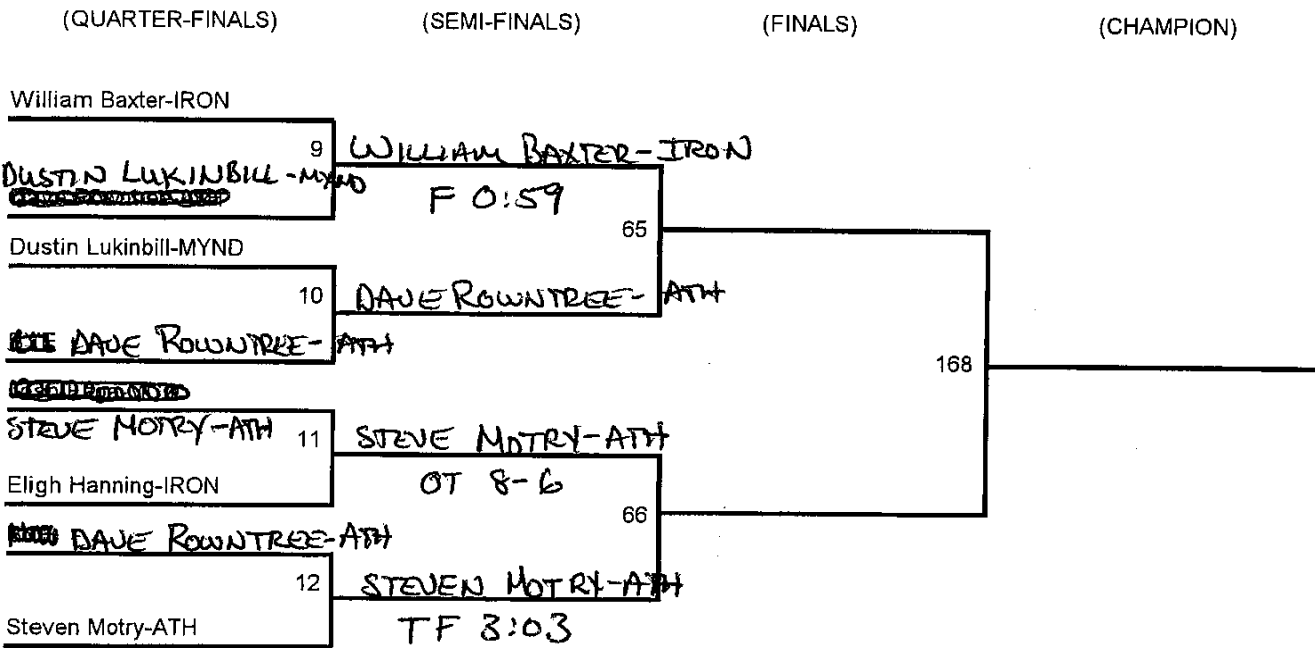 (QUARTER-FINALS) (SEMI-FINALS) (FINALS) (CHAMPION)
William Baxter-IRON
9 WILLIAM BAXTER-IRON
DUSTIN LUKINBILL-MYND
F 0:59
65
Dustin Lukinbill-MYND
10 DAVE ROWNTREE-ATH
DAVE ROWNTREE-ATH
168
STEVE MOTRY-ATH 11 STEVE MOTRY-ATH
OT 8-6
Eligh Hanning-IRON
66
DAVE ROWNTREE-ATH
12 STEVEN MOTRY-ATH
TF 3:03
Steven Motry-ATH